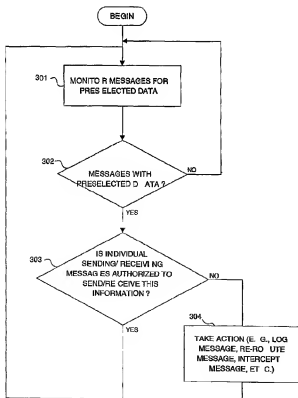 BEGIN
301
MONITO R MESSAGES FOR
PRES ELECTED DATA
302
MESSAGES WITH
PRESELECTED D ATA ?
NO
YES
303
IS INDIVIDUAL
SENDING/ RECEIVING
MESSAG ES AUTHORIZED TO
SEND/RE CEIVE THIS
INFORMATION ?
NO
YES
304
TAKE ACTION (E. G., LOG
MESSAGE, RE-RO UTE
MESSAGE, INTERCEPT
MESSAGE, ET C.)